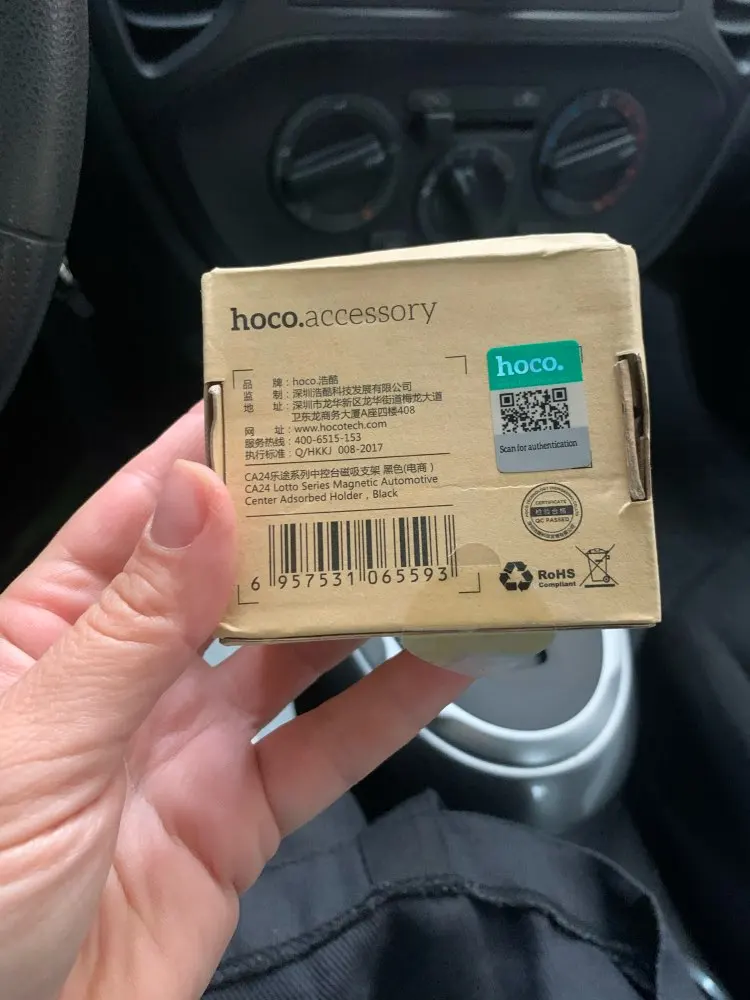 hoco.accessory
品 牌：hoco.浩酷
监 制：深圳浩酷科技发展有限公司
地 址：深圳市龙华新区龙华街道梅龙大道
卫东龙商务大厦A座四楼408
网 址：www.hocotech.com
服务热线：400-6515-153
执行标准：Q/HKKJ 008-2017
CA24乐途系列中控台磁吸支架 黑色(电商)
CA24 Lotto Series Magnetic Automotive
Center Adsorbed Holder , Black
6 957531 065593
hoco.
Scan for authentication
CERTIFICATE
检验合格
QC PASSED
RoHS
Compliant